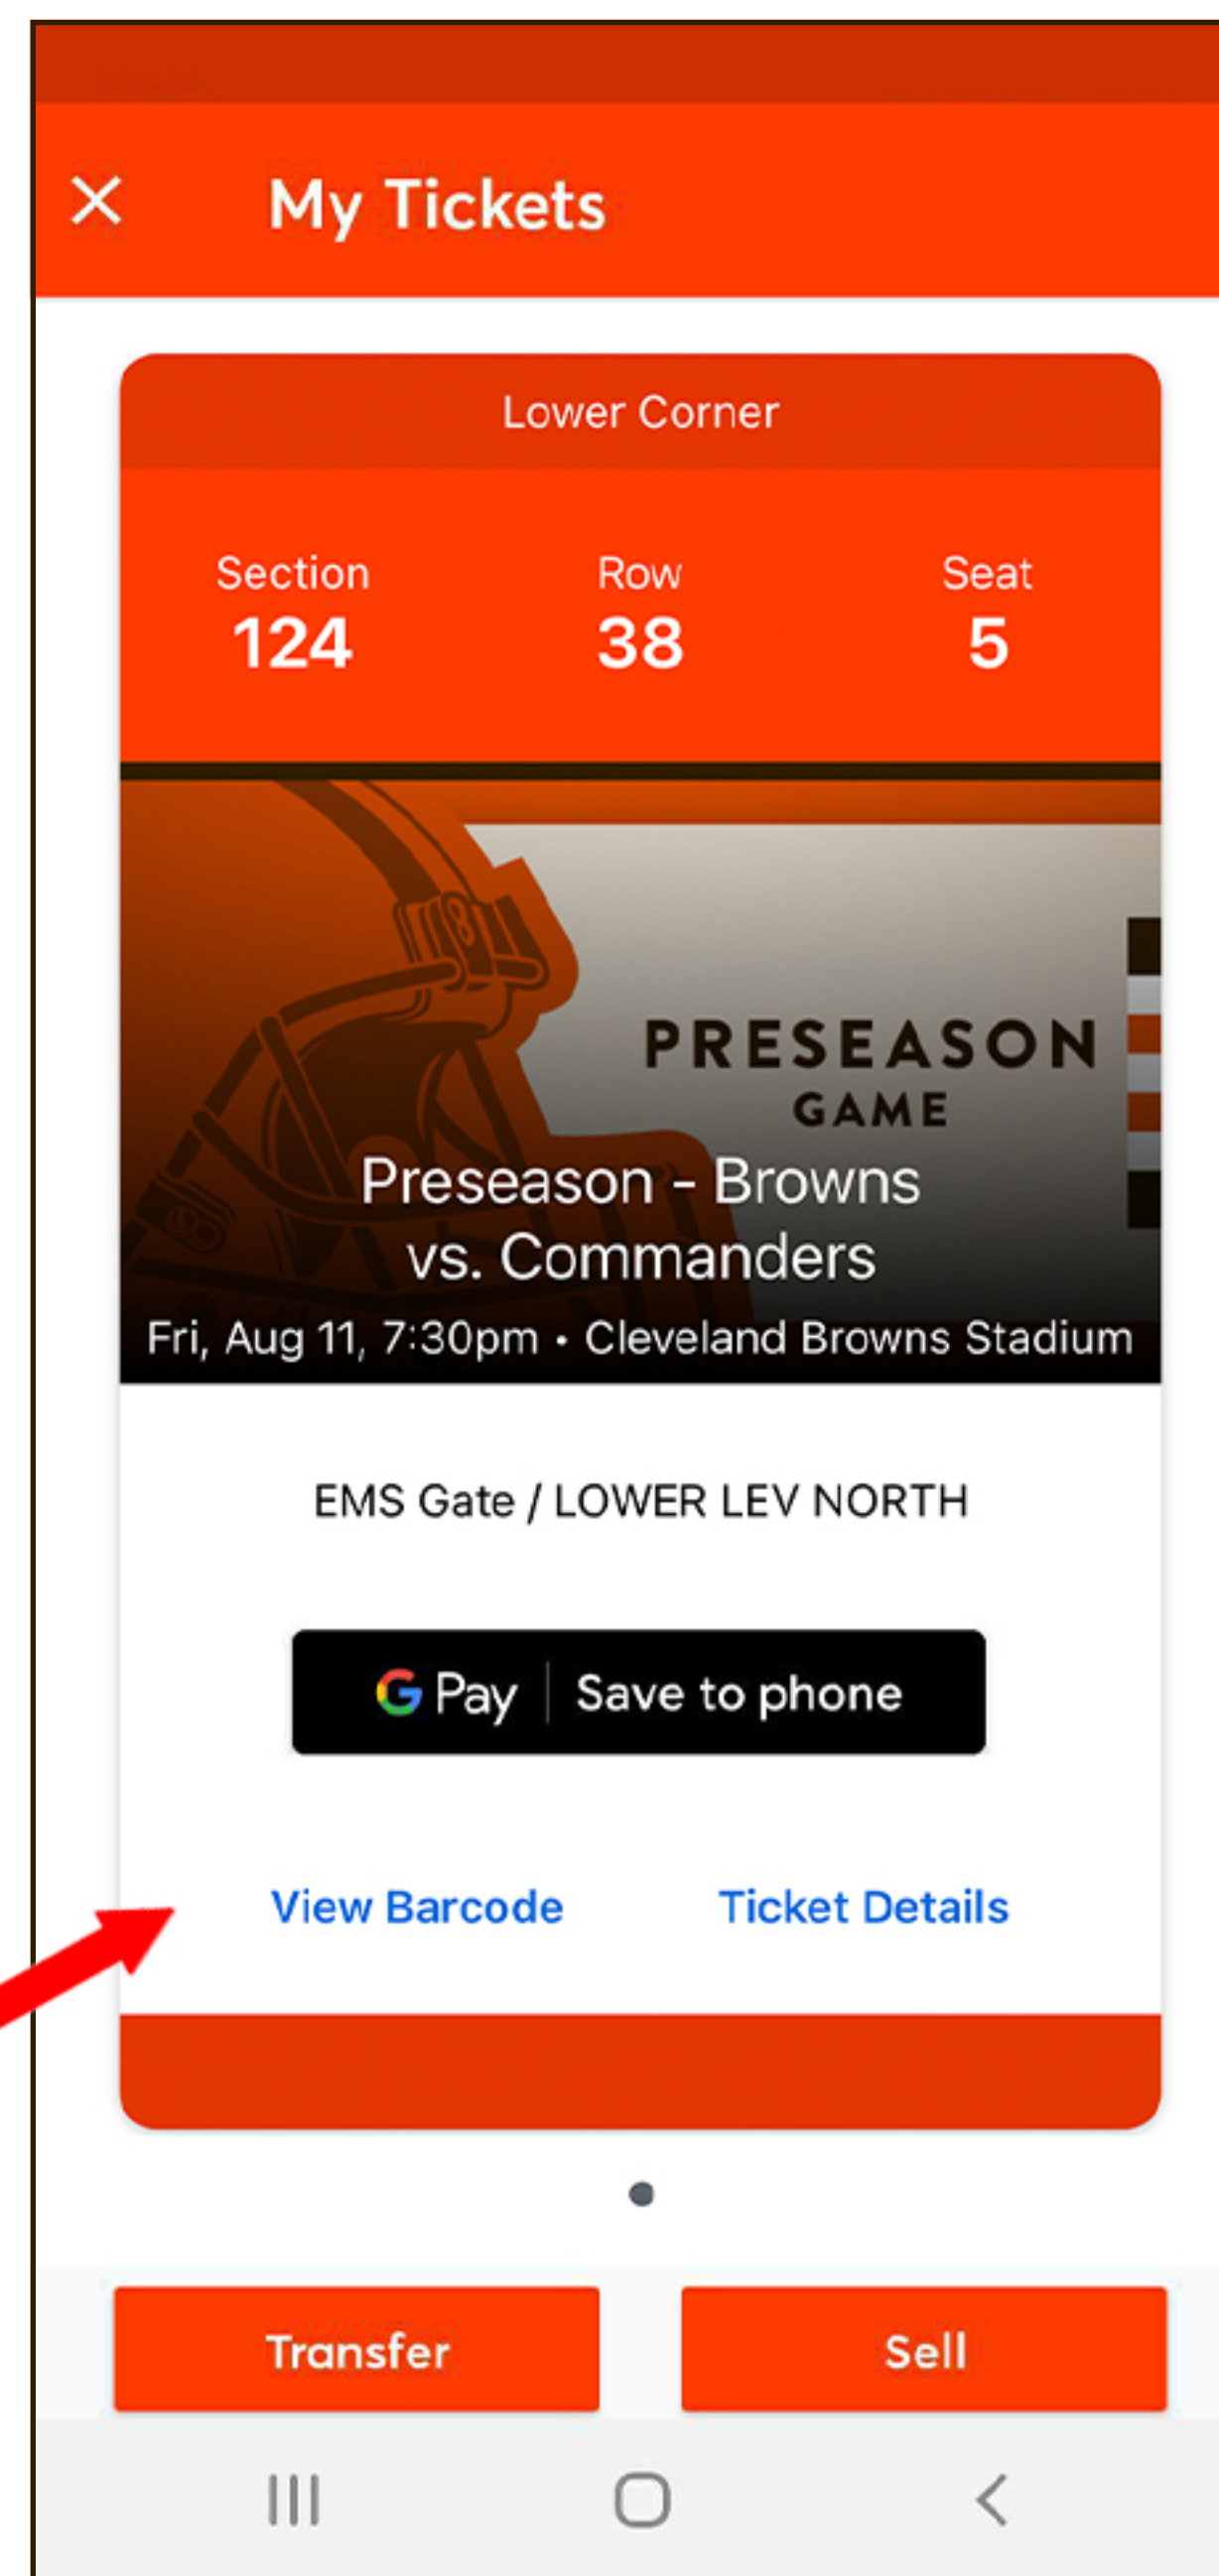 My Tickets
Lower Corner
Section Row Seat
124 38 5
PRESEASON
GAME
Preseason - Browns
vs. Commanders
Fri, Aug 11, 7:30pm • Cleveland Browns Stadium
EMS Gate / LOWER LEV NORTH
G Pay | Save to phone
View Barcode Ticket Details
Transfer Sell